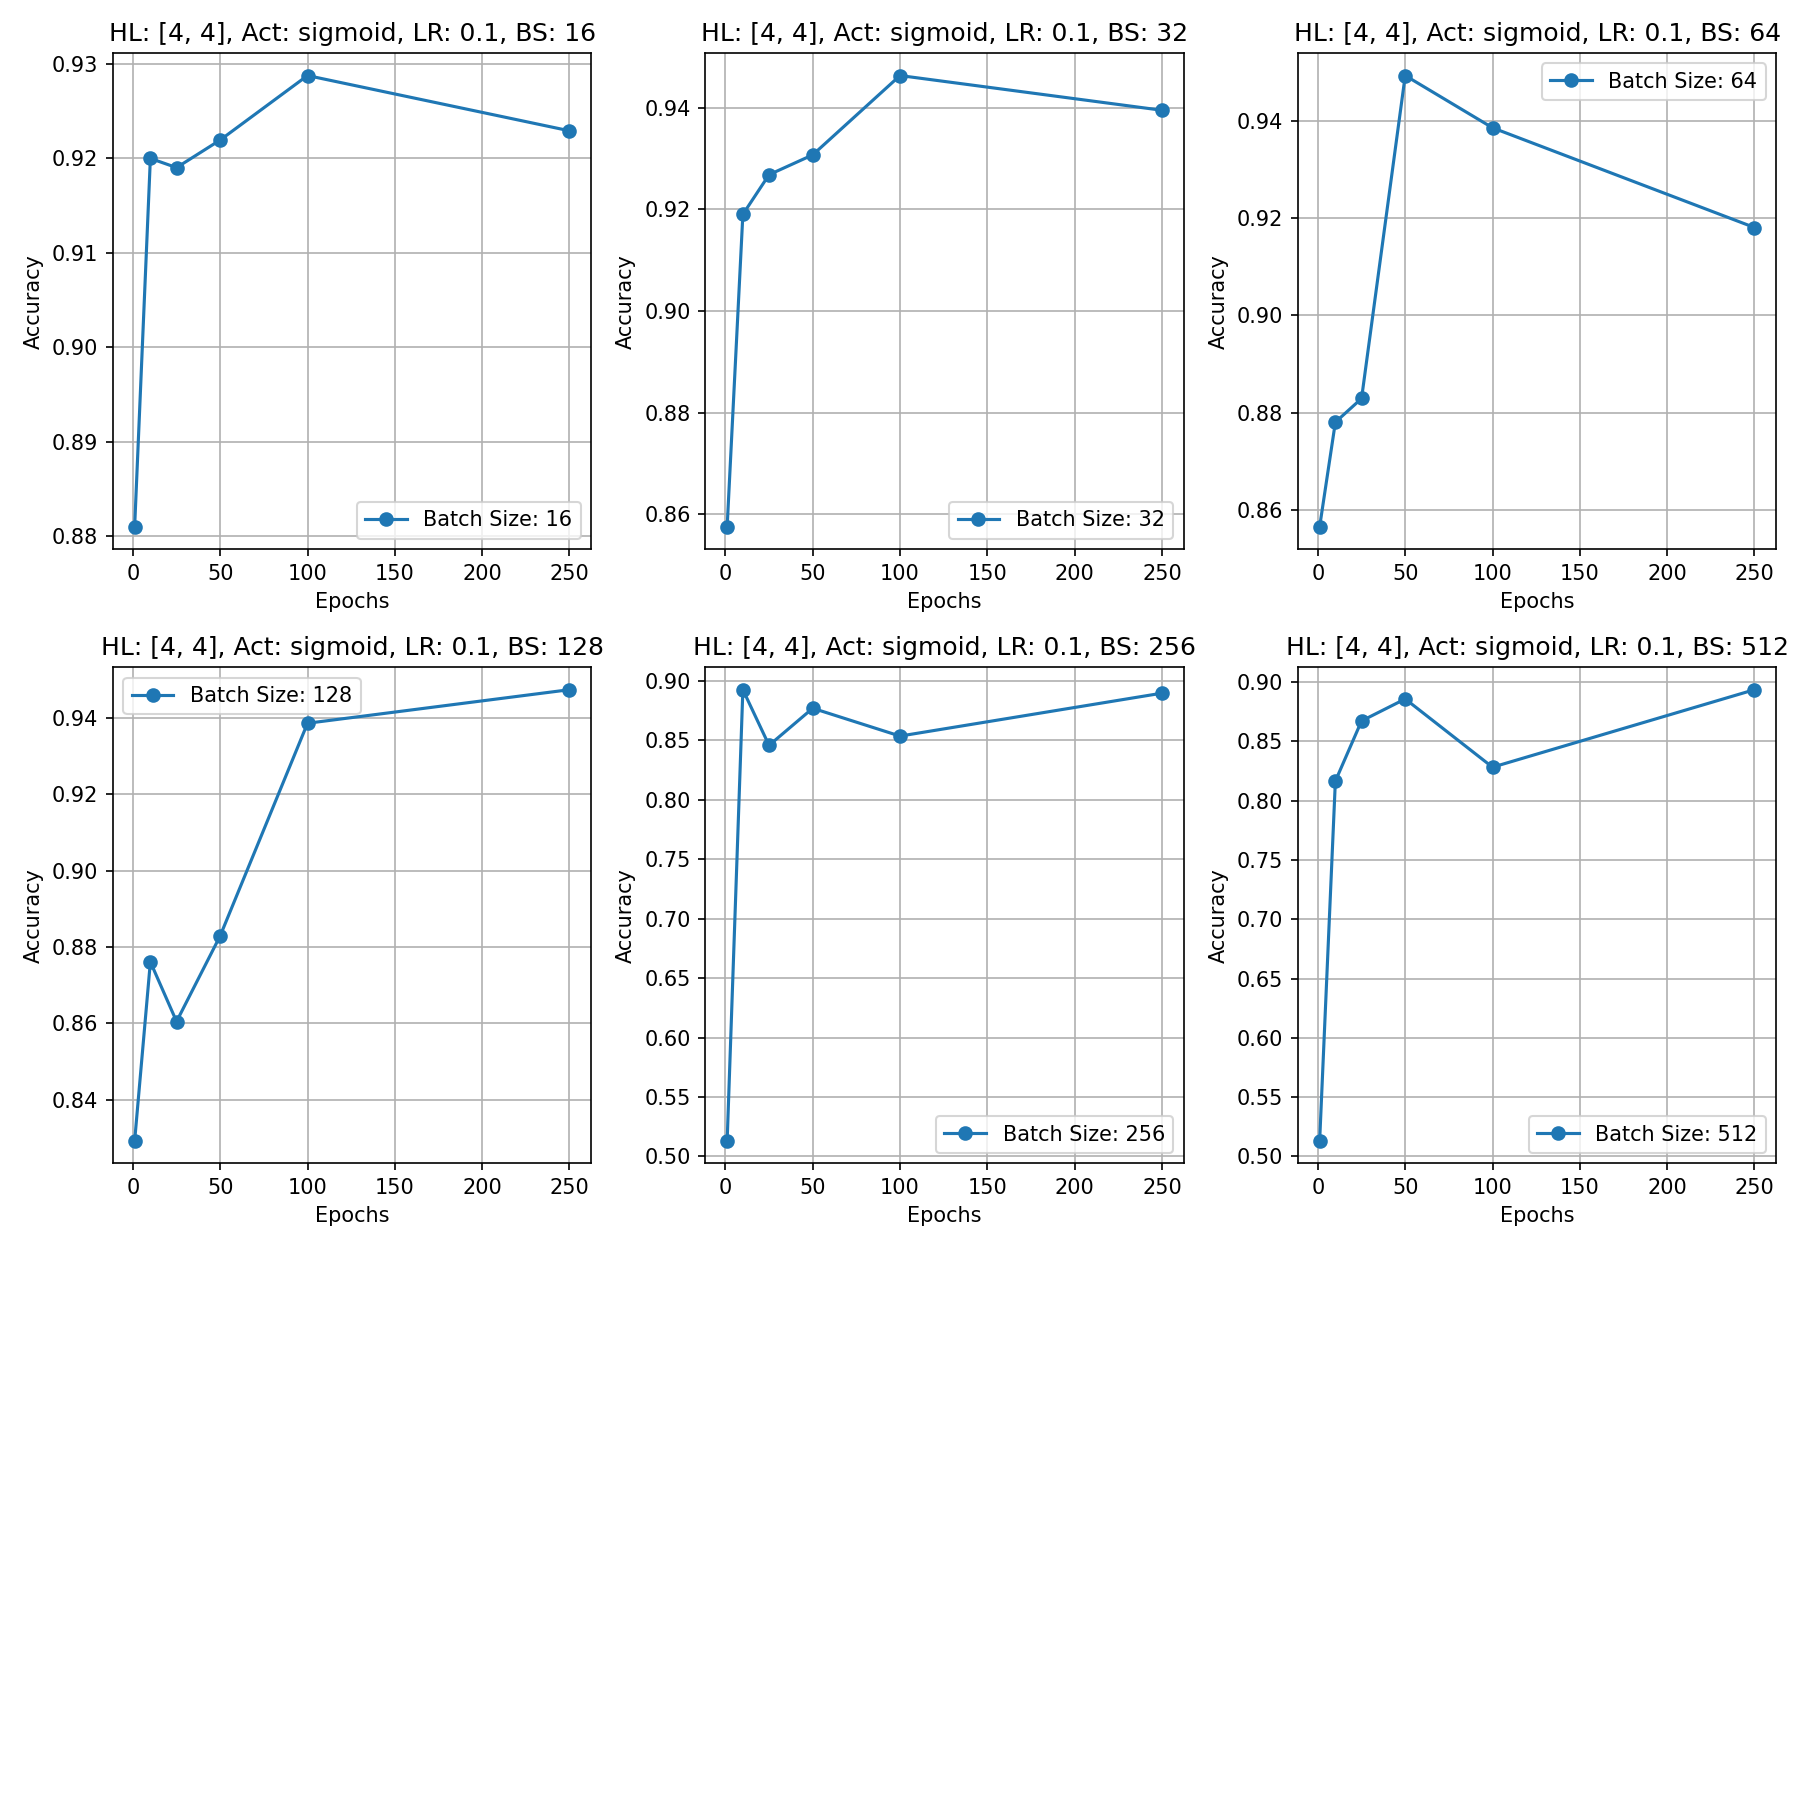 HL: [4, 4], Act: sigmoid, LR: 0.1, BS: 16
0.93
0.92
0.91
0.90
0.89
0.88
Accuracy
Batch Size: 16
0 50 100 150 200 250
Epochs
HL: [4, 4], Act: sigmoid, LR: 0.1, BS: 32
0.94
0.92
0.90
0.88
0.86
Accuracy
Batch Size: 32
0 50 100 150 200 250
Epochs
HL: [4, 4], Act: sigmoid, LR: 0.1, BS: 64
Batch Size: 64
0.94
0.92
0.90
0.88
0.86
Accuracy
0 50 100 150 200 250
Epochs
HL: [4, 4], Act: sigmoid, LR: 0.1, BS: 128
Batch Size: 128
0.94
0.92
0.90
0.88
0.86
0.84
Accuracy
0 50 100 150 200 250
Epochs
HL: [4, 4], Act: sigmoid, LR: 0.1, BS: 256
0.90
0.85
0.80
0.75
0.70
0.65
0.60
0.55
0.50
Accuracy
Batch Size: 256
0 50 100 150 200 250
Epochs
HL: [4, 4], Act: sigmoid, LR: 0.1, BS: 512
0.90
0.85
0.80
0.75
0.70
0.65
0.60
0.55
0.50
Accuracy
Batch Size: 512
0 50 100 150 200 250
Epochs